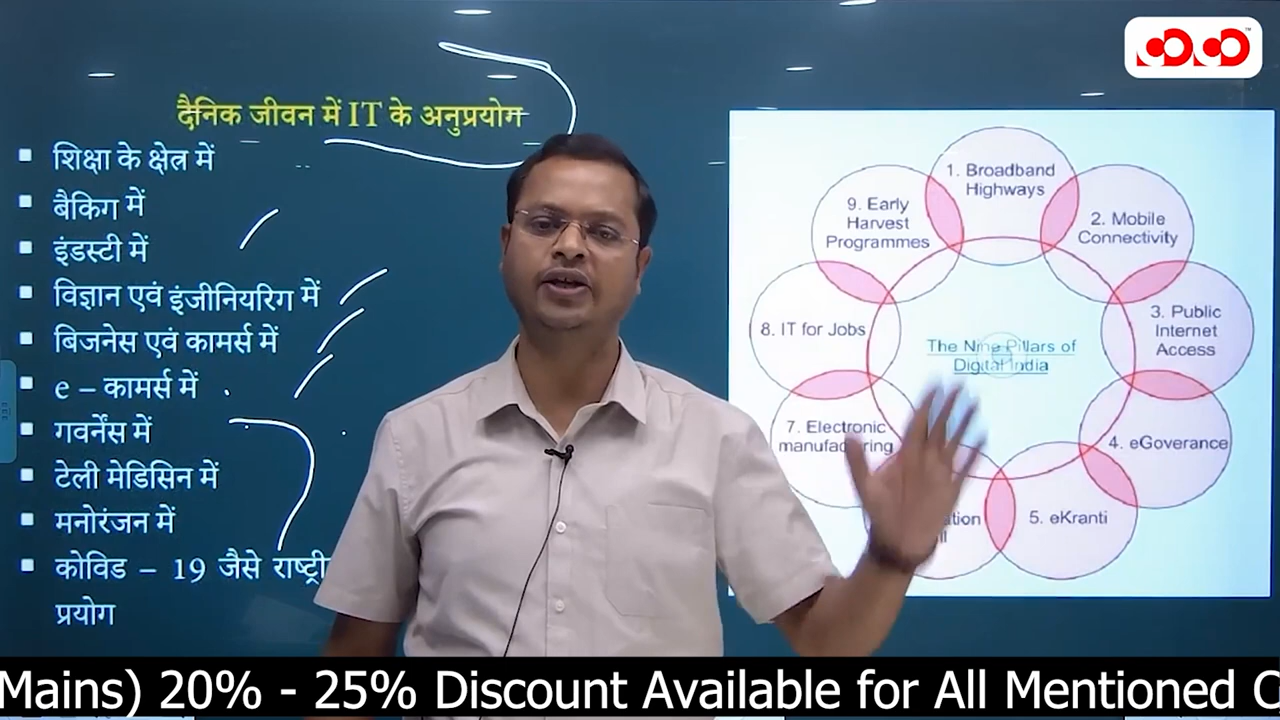 दैनिक जीवन में IT के अनुप्रयोग
शिक्षा के क्षेत्र में
बैकिग में
इंडस्टी में
विज्ञान एवं इंजीनियरिग में
बिजनेस एवं कामर्स में
e – कामर्स में
गवर्नेंस में
टेली मेडिसिन में
मनोरंजन में
कोविड – 19 जैसे
प्रयोग
1. Broadband
Highways
2. Mobile
Connectivity
3. Public
Internet
Access
4. eGoverance
5. eKranti
7. Electronic
manufacturing
8. IT for Jobs
9. Early
Harvest
Programmes
The Nine Pillars of
Digital India
Mains) 20% - 25% Discount Available for All Mentioned